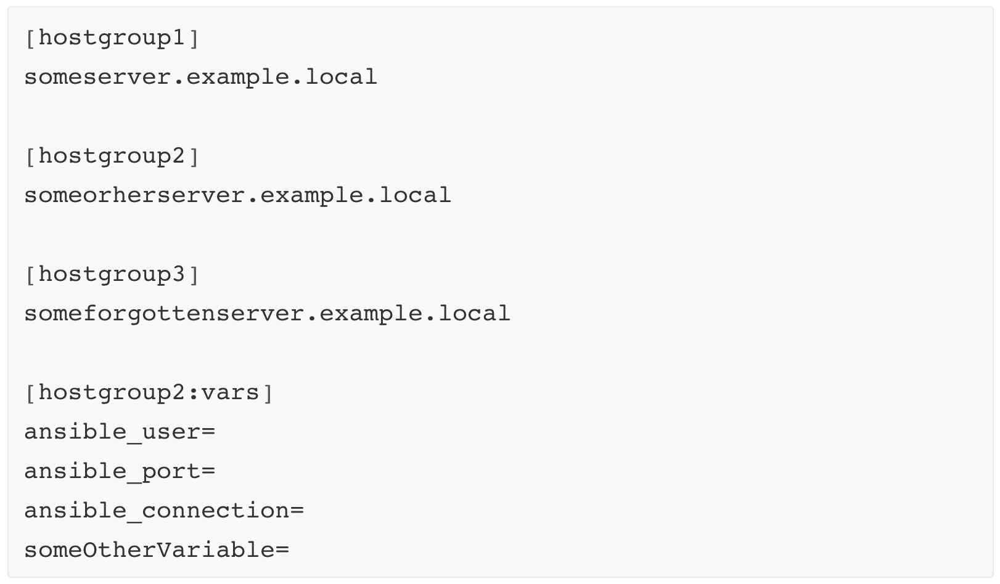 [hostgroup1]
someserver.example.local
[hostgroup2]
someorherserver.example.local
[hostgroup3]
someforgottenserver.example.local
[hostgroup2:vars]
ansible_user=
ansible_port=
ansible_connection=
someOtherVariable=